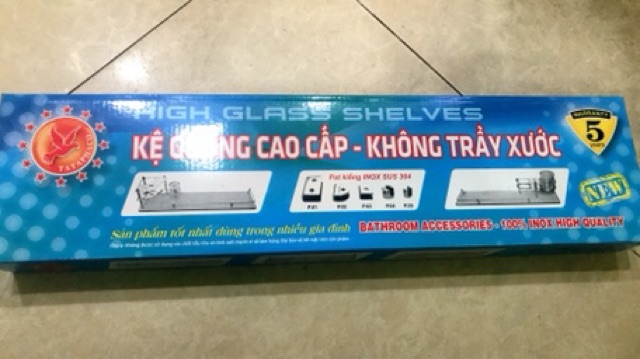 HIGH GLASS SHELVES
KỆ CAO CẤP - KHÔNG TRẦY XƯỚC
WARRANTY
5
YEARS
Pat kiếng INOX SUS 304
P.01 P.02 P.03 P.04 P.05
NEW
Sản phẩm tốt nhất dùng trong nhiều gia đình
BATHROOM ACCESSORIES - 100% INOX HIGH QUALITY